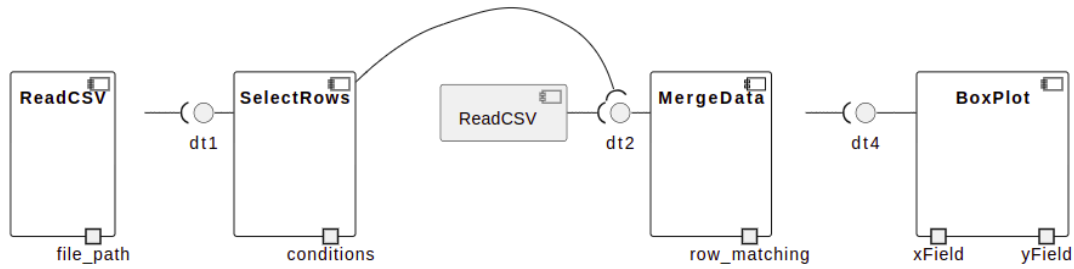 ReadCSV
SelectRows
ReadCSV
MergeData
BoxPlot
dt1
dt2
dt4
file_path
conditions
row_matching
xField
yField